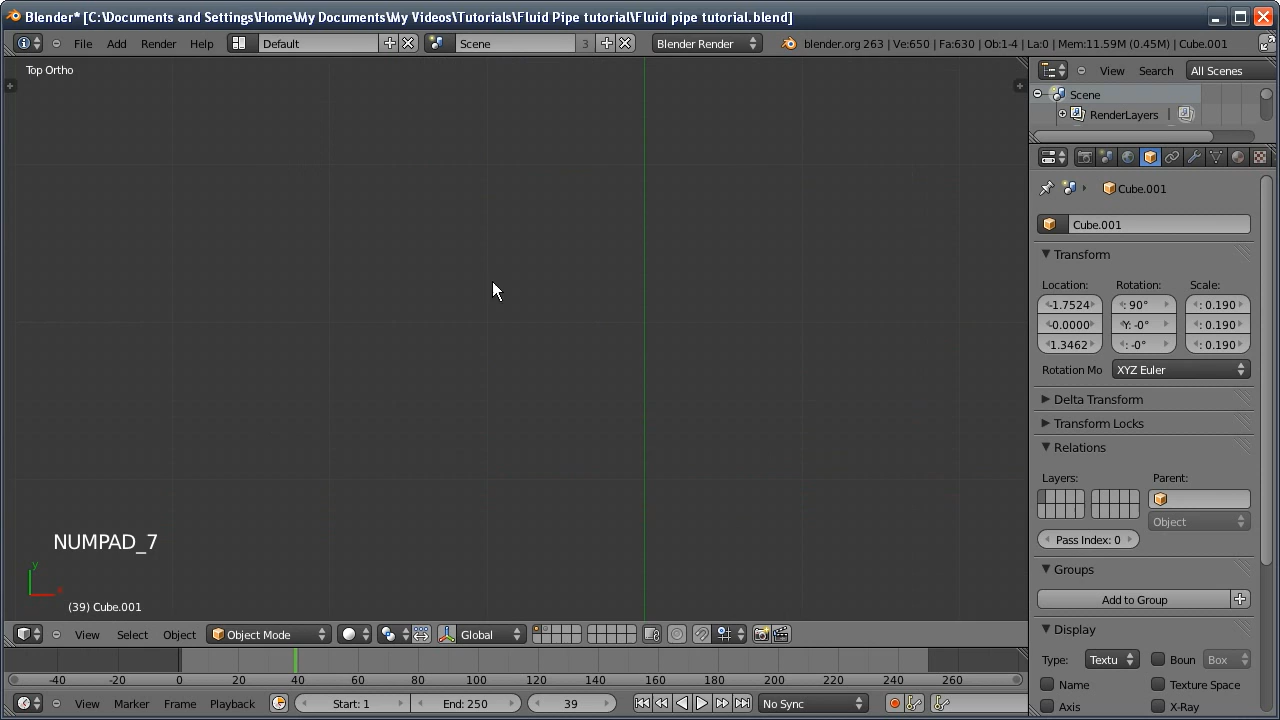 Blender* [C:\Documents and Settings\Home\My Documents\My Videos\Tutorials\Fluid Pipe tutorial\Fluid pipe tutorial.blend]
File Add Render Help Default Scene 3 Blender Render blender.org 263 | Ve:650 | Fa:630 | Ob:1-4 | La:0 | Mem:11.59M (0.45M) | Cube.001
Top Ortho
View Search All Scenes
Scene
RenderLayers
Cube.001
Cube.001
Transform
Location: Rotation: Scale:
-1.7524 : 90° : 0.190
-0.0000 Y: -0° : 0.190
1.3462 : -0° : 0.190
Rotation Mo XYZ Euler
Delta Transform
Transform Locks
Relations
Layers: Parent:
Object
Pass Index: 0
Groups
Add to Group
Display
Type: Textu Boun Box
Name Texture Space
Axis X-Ray
NUMPAD_7
y
x
(39) Cube.001
View Select Object Object Mode Global
-40 -20 0 20 40 60 80 100 120 140 160 180 200 220 240 260
View Marker Frame Playback Start: 1 End: 250 39 No Sync